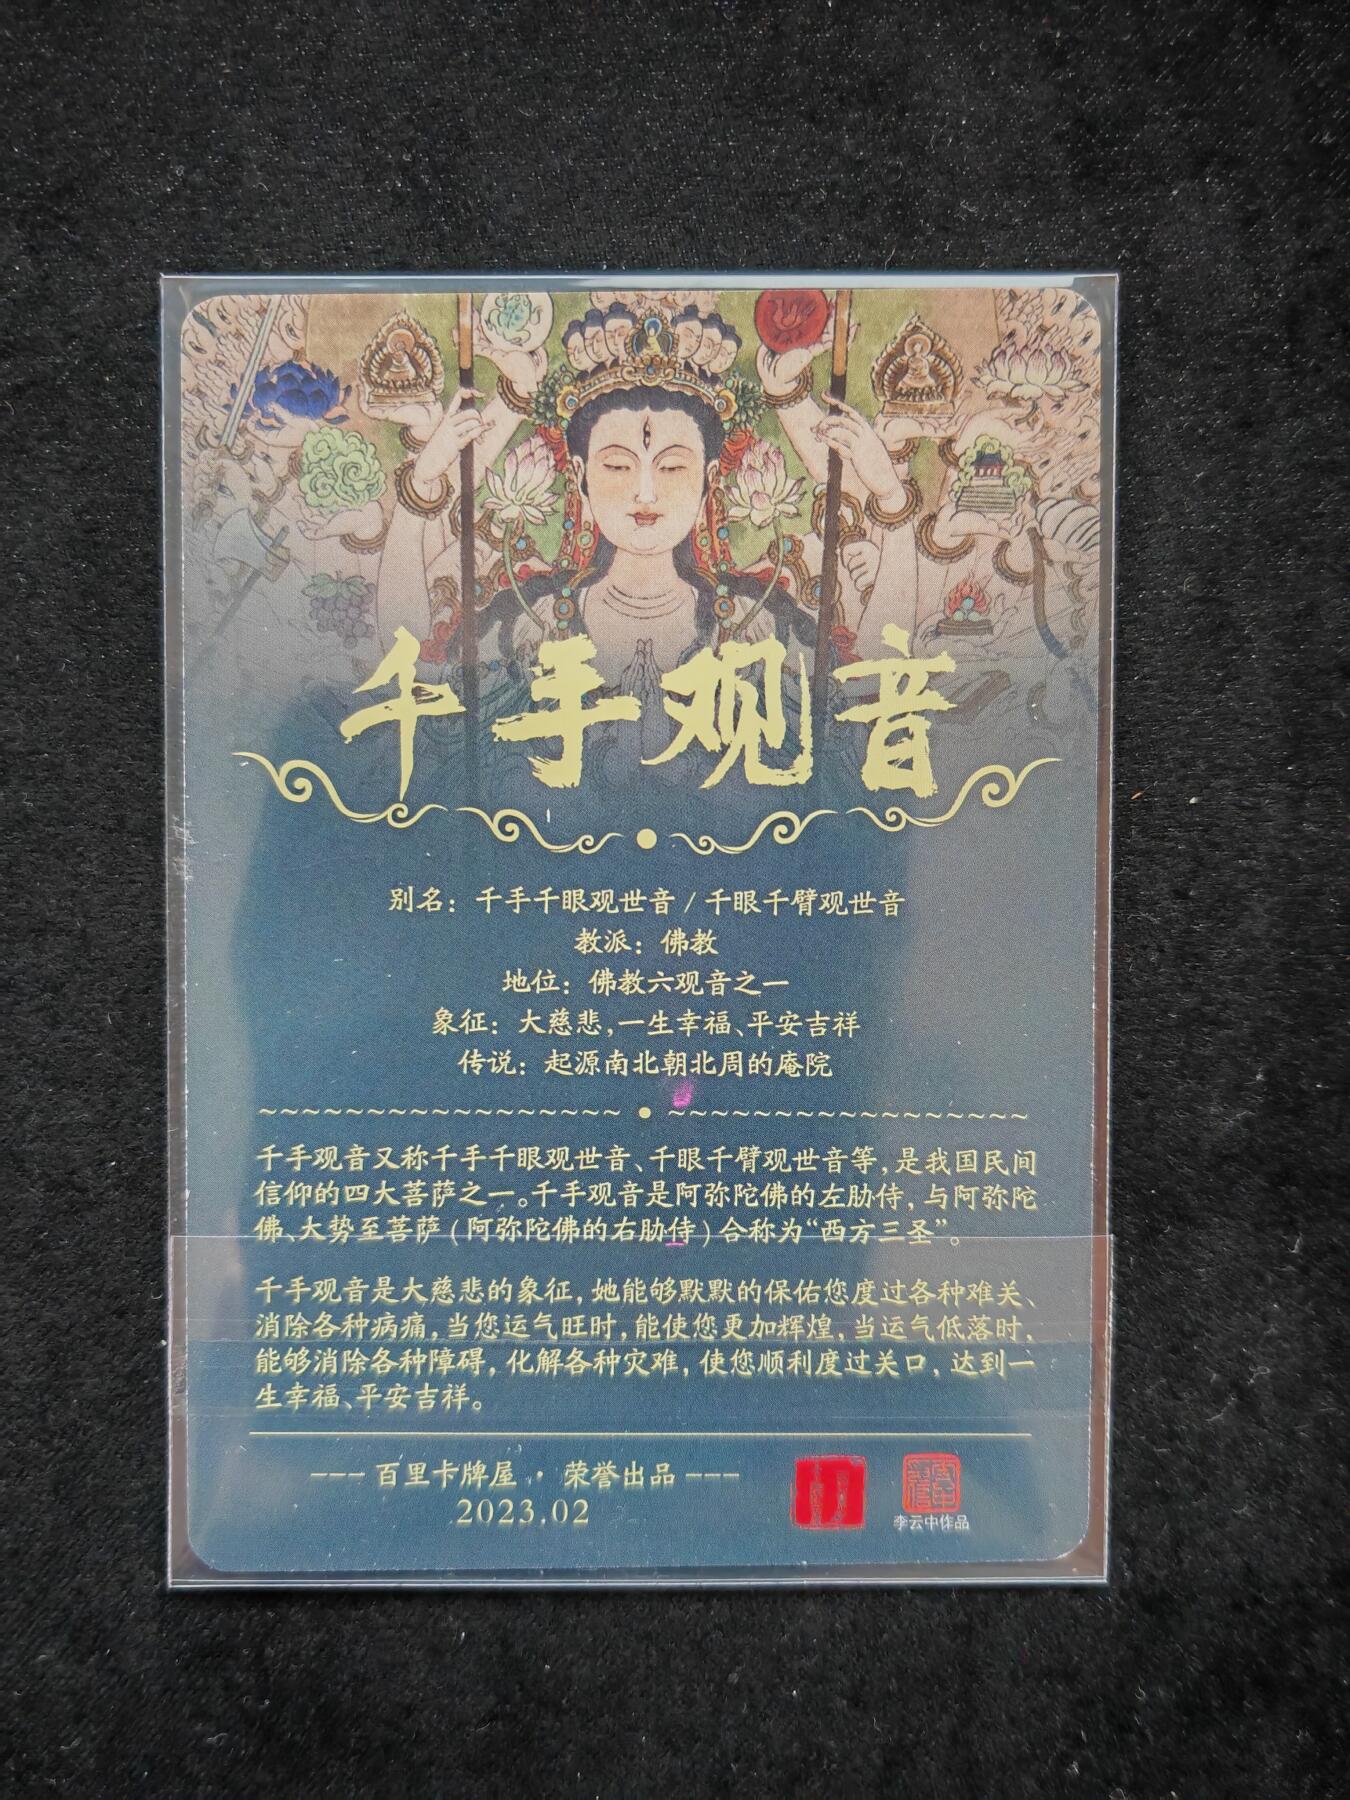 千手观音
别名：千手千眼观世音 / 千眼千臂观世音
教派：佛教
地位：佛教六观音之一
象征：大慈悲,一生幸福、平安吉祥
传说：起源南北朝北周的庵院
~~~~~~~~~~~~~~~~~ ● ~~~~~~~~~~~~~~~~~
千手观音又称千手千眼观世音、千眼千臂观世音等,是我国民间
信仰的四大菩萨之一。千手观音是阿弥陀佛的左肋侍,与阿弥陀
佛、大势至菩萨(阿弥陀佛的右肋侍)合称为“西方三圣”。
千手观音是大慈悲的象征,她能够默默的保佑您度过各种难关、
消除各种病痛,当您运气旺时,能使您更加辉煌,当运气低落时,
能够消除各种障碍,化解各种灾难,使您顺利度过关口,达到一
生幸福、平安吉祥。
--- 百里卡牌屋 · 荣誉出品 ---
2023.02
李云中作品